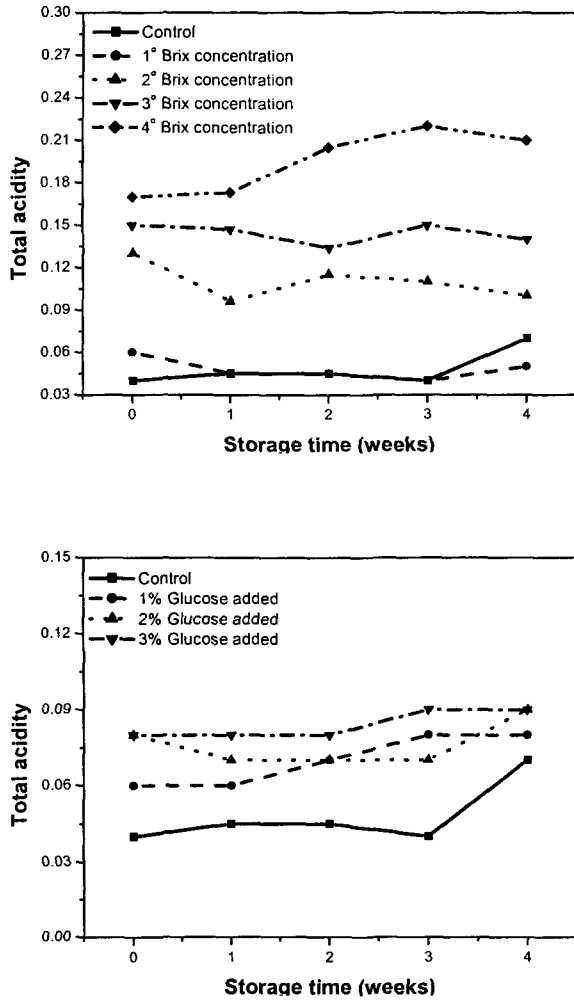 0.30
0.27
0.24
0.21
0.18
0.15
0.12
0.09
0.06
0.03
Total acidity
Control
1° Brix concentration
2° Brix concentration
3° Brix concentration
4° Brix concentration
0 1 2 3 4
Storage time (weeks)
0.15
0.12
0.09
0.06
0.03
0.00
Total acidity
Control
1% Glucose added
2% Glucose added
3% Glucose added
0 1 2 3 4
Storage time (weeks)